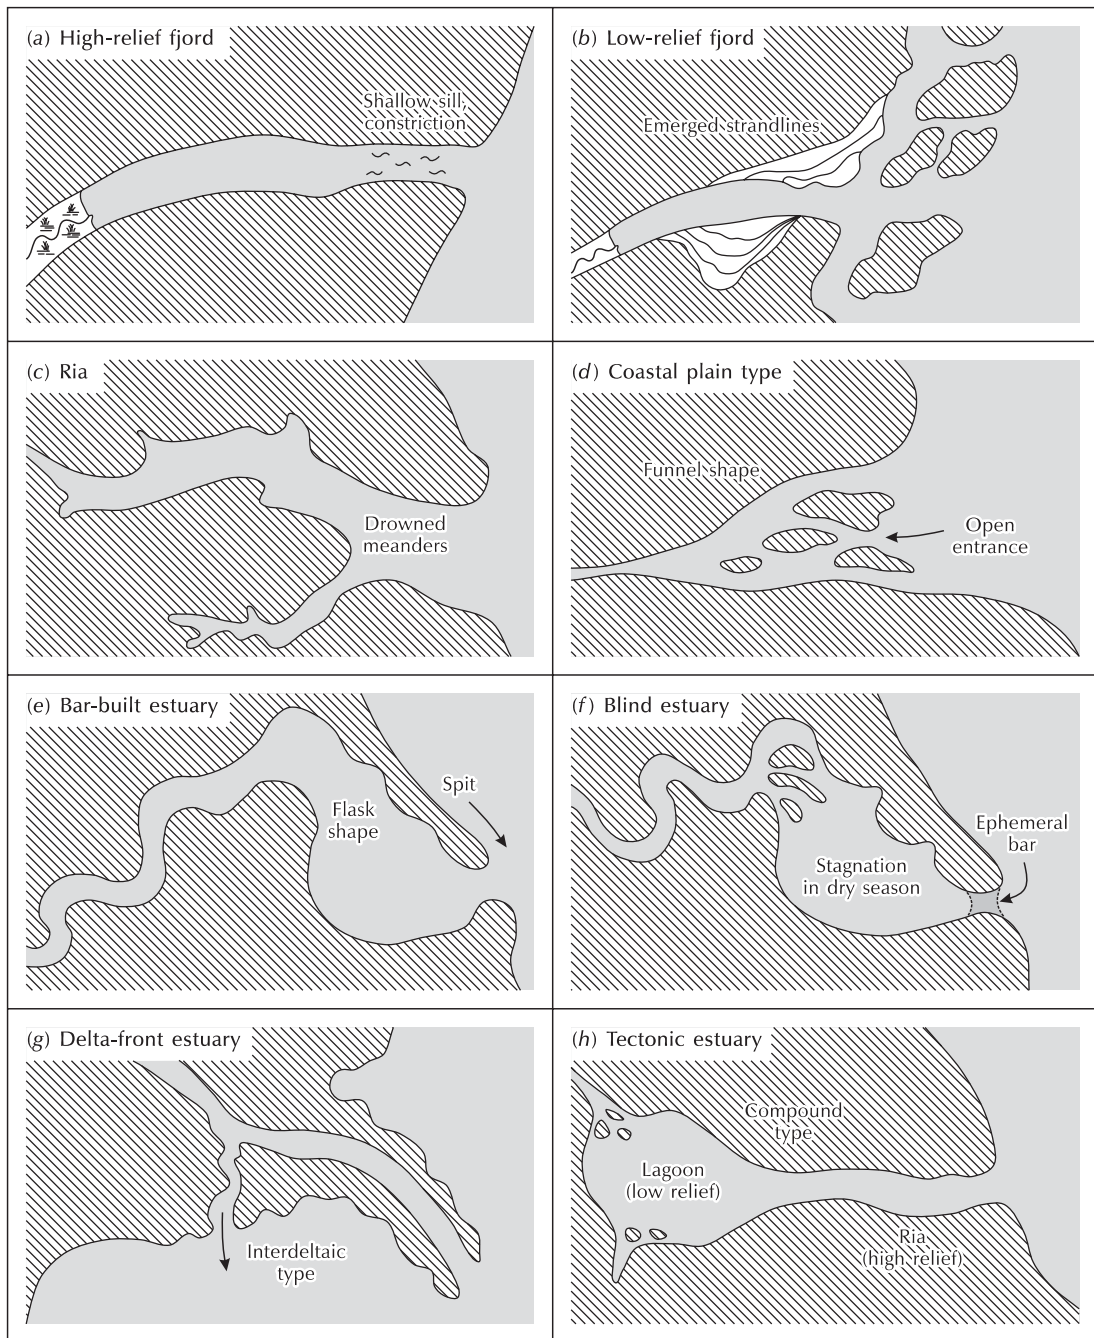 (a) High-relief fjord
Shallow sill,
constriction
(b) Low-relief fjord
Emerged strandlines
(c) Ria
Drowned
meanders
(d) Coastal plain type
Funnel shape
Open
entrance
(e) Bar-built estuary
Spit
Flask
shape
(f) Blind estuary
Ephemeral
bar
Stagnation
in dry season
(g) Delta-front estuary
Interdeltaic
type
(h) Tectonic estuary
Compound
type
Lagoon
(low relief)
Ria
(high relief)